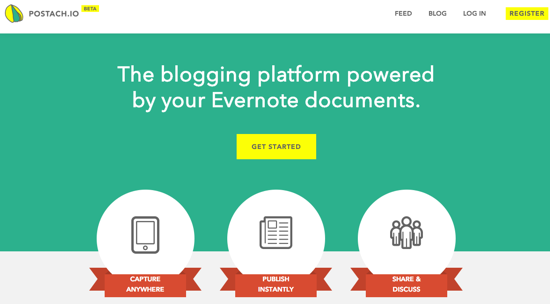 POSTACH.IO BETA
FEED BLOG LOG IN REGISTER
The blogging platform powered
by your Evernote documents.
GET STARTED
CAPTURE
ANYWHERE
PUBLISH
INSTANTLY
SHARE &
DISCUSS